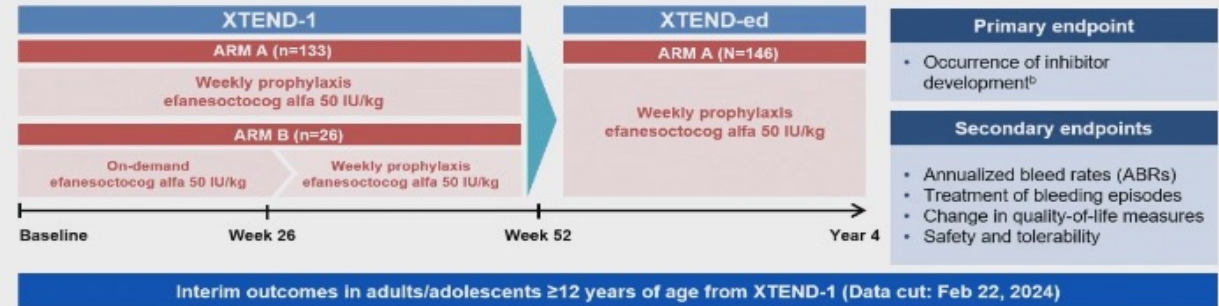 XTEND-1
ARM A (n=133)
Weekly prophylaxis
efanesoctocog alfa 50 IU/kg
ARM B (n=26)
On-demand
efanesoctocog alfa 50 IU/kg
Weekly prophylaxis
efanesoctocog alfa 50 IU/kg
XTEND-ed
ARM A (N=146)
Weekly prophylaxis
efanesoctocog alfa 50 IU/kg
Baseline
Week 26
Week 52
Year 4
Primary endpoint
• Occurrence of inhibitor
developmentᵇ
Secondary endpoints
• Annualized bleed rates (ABRs)
• Treatment of bleeding episodes
• Change in quality-of-life measures
• Safety and tolerability
Interim outcomes in adults/adolescents ≥12 years of age from XTEND-1 (Data cut: Feb 22, 2024)